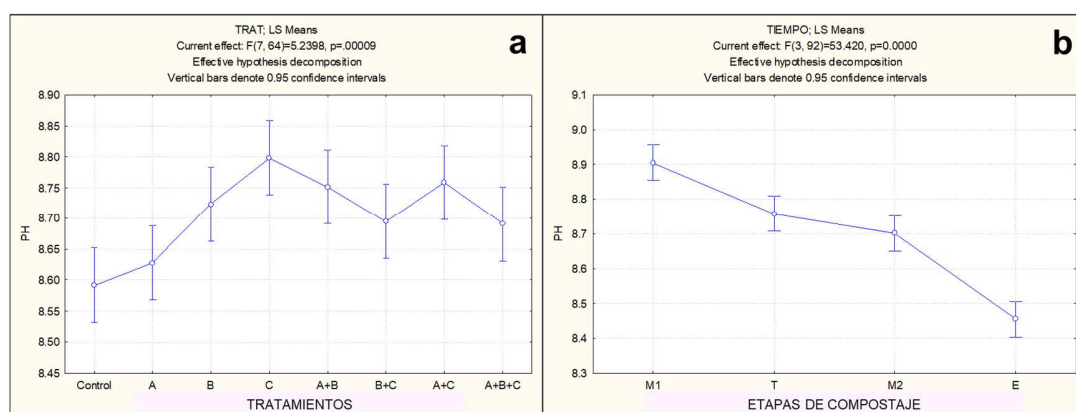 TRAT; LS Means
Current effect: F(7, 64)=5.2398, p=.00009
Effective hypothesis decomposition
Vertical bars denote 0.95 confidence intervals
a
8.90
8.85
8.80
8.75
8.70
8.65
8.60
8.55
8.50
8.45
PH
Control A B C A+B B+C A+C A+B+C
TRATAMIENTOS
TIEMPO; LS Means
Current effect: F(3, 92)=53.420, p=0.0000
Effective hypothesis decomposition
Vertical bars denote 0.95 confidence intervals
b
9.1
9.0
8.9
8.8
8.7
8.6
8.5
8.4
8.3
PH
M1 T M2 E
ETAPAS DE COMPOSTAJE